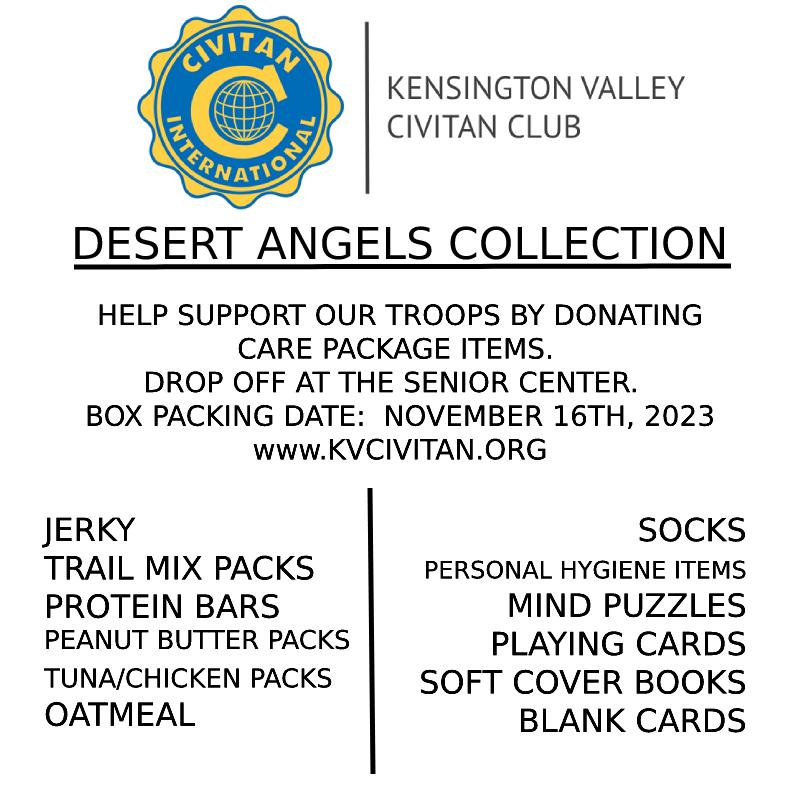 CIVITAN
INTERNATIONAL
KENSINGTON VALLEY
CIVITAN CLUB
DESERT ANGELS COLLECTION
HELP SUPPORT OUR TROOPS BY DONATING
CARE PACKAGE ITEMS.
DROP OFF AT THE SENIOR CENTER.
BOX PACKING DATE:  NOVEMBER 16TH, 2023
www.KVCIVITAN.ORG
JERKY
TRAIL MIX PACKS
PROTEIN BARS
PEANUT BUTTER PACKS
TUNA/CHICKEN PACKS
OATMEAL
SOCKS
PERSONAL HYGIENE ITEMS
MIND PUZZLES
PLAYING CARDS
SOFT COVER BOOKS
BLANK CARDS